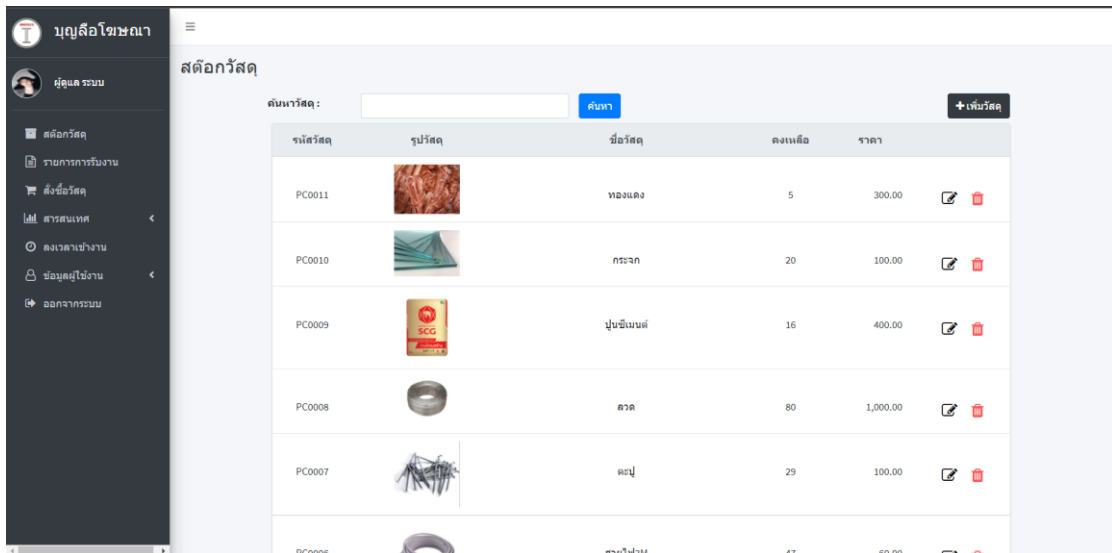 บุญลือโฆษณา
ผู้ดูแล ระบบ
สต๊อกวัสดุ
รายการการรับงาน
สั่งซื้อวัสดุ
สารสนเทศ
ลงเวลาเข้างาน
ข้อมูลผู้ใช้งาน
ออกจากระบบ
สต๊อกวัสดุ
ค้นหาวัสดุ :
ค้นหา
+เพิ่มวัสดุ
รหัสวัสดุ รูปวัสดุ ชื่อวัสดุ คงเหลือ ราคา
PC0011 ทองแดง 5 300.00
PC0010 กระจก 20 100.00
SCG
PC0009 ปูนซีเมนต์ 16 400.00
PC0008 ลวด 80 1,000.00
PC0007 ตะปู 29 100.00
PC0006 47 60.00